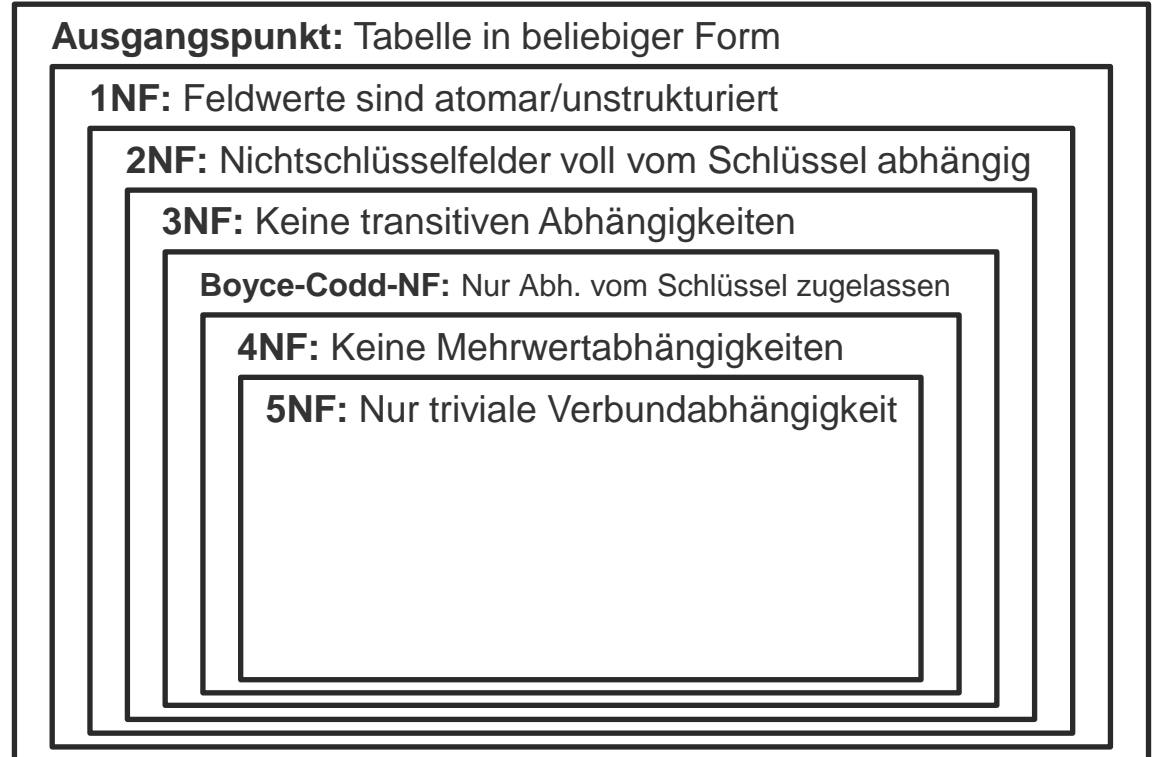 Ausgangspunkt: Tabelle in beliebiger Form
1NF: Feldwerte sind atomar/unstrukturiert
2NF: Nichtschlüsselfelder voll vom Schlüssel abhängig
3NF: Keine transitiven Abhängigkeiten
Boyce-Codd-NF: Nur Abh. vom Schlüssel zugelassen
4NF: Keine Mehrwertabhängigkeiten
5NF: Nur triviale Verbundabhängigkeit